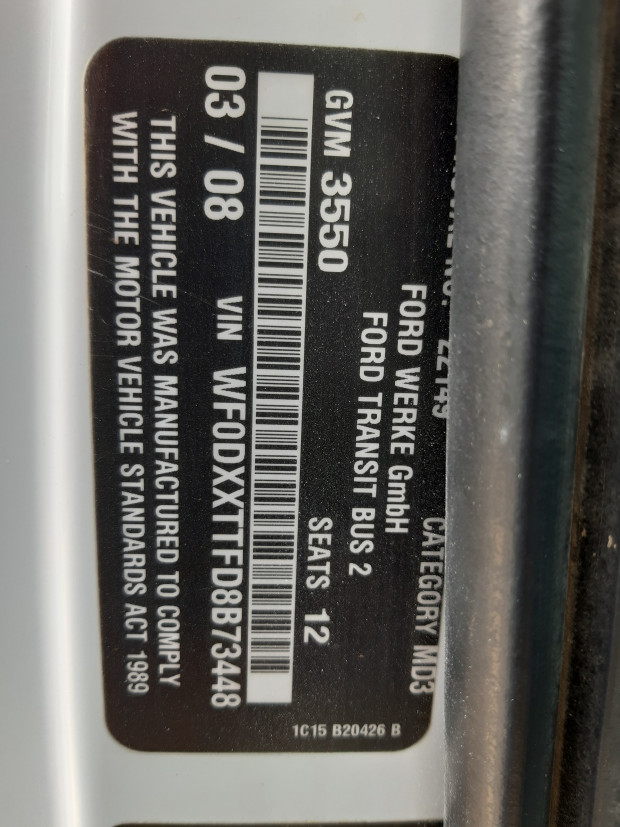 22149 CATEGORY MD3
FORD WERKE GmbH
FORD TRANSIT BUS 2
GVM 3550 SEATS 12
03 / 08 VIN WF0DXXTTFD8B73448
THIS VEHICLE WAS MANUFACTURED TO COMPLY
WITH THE MOTOR VEHICLE STANDARDS ACT 1989
1C15 B20426 B